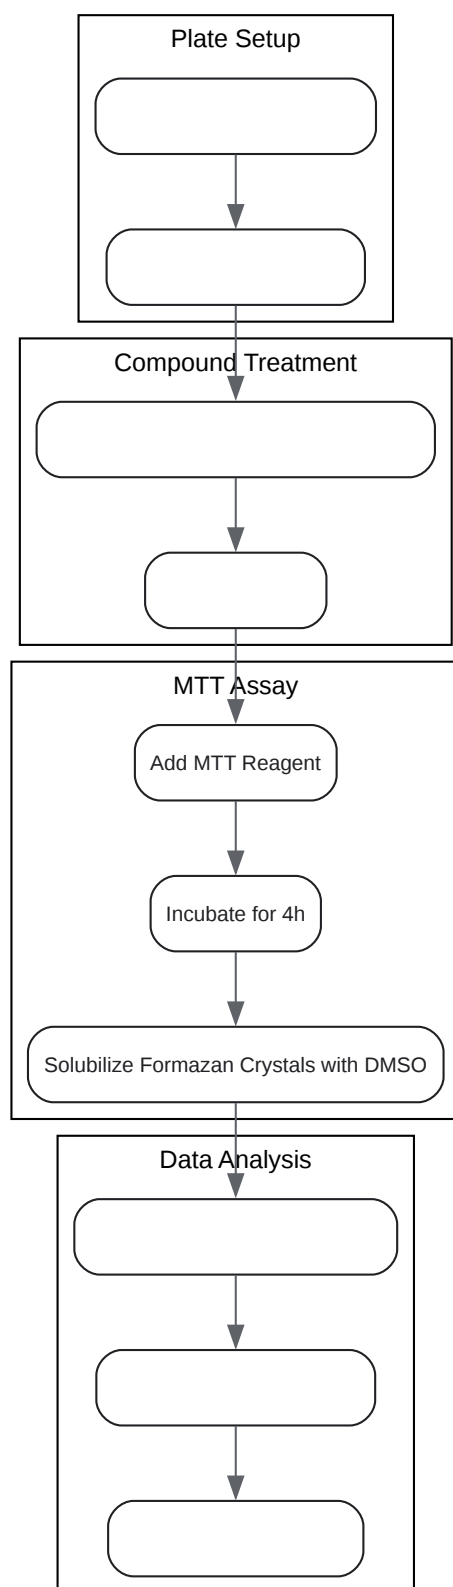 Plate Setup
Compound Treatment
MTT Assay
Add MTT Reagent
Incubate for 4h
Solubilize Formazan Crystals with DMSO
Data Analysis